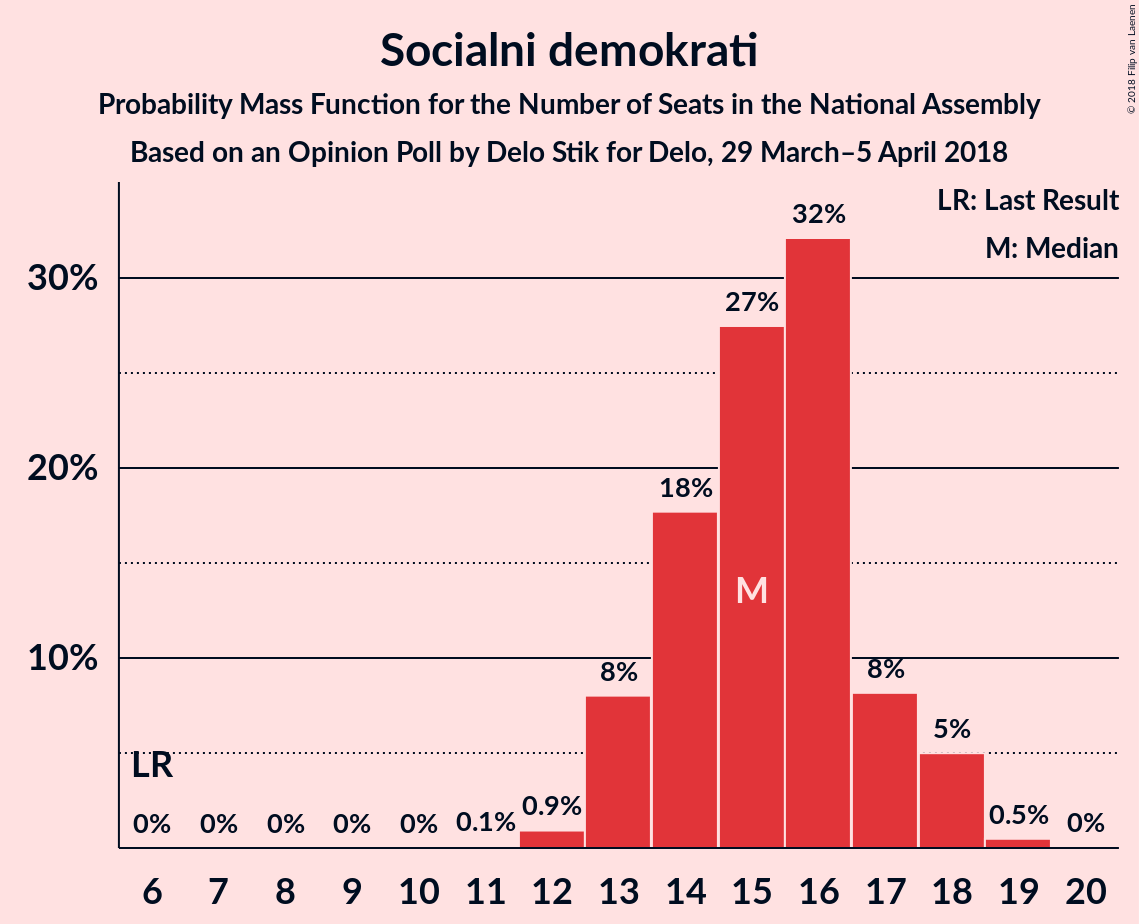 Socialni demokrati
Probability Mass Function for the Number of Seats in the National Assembly
Based on an Opinion Poll by Delo Stik for Delo, 29 March–5 April 2018
© 2018 Filip van Laenen
LR: Last Result
M: Median
30%
20%
10%
0% 0% 0% 0% 0% 0.1% 0.9% 8% 18% 27% 32% 8% 5% 0.5% 0%
LR
M
6 7 8 9 10 11 12 13 14 15 16 17 18 19 20